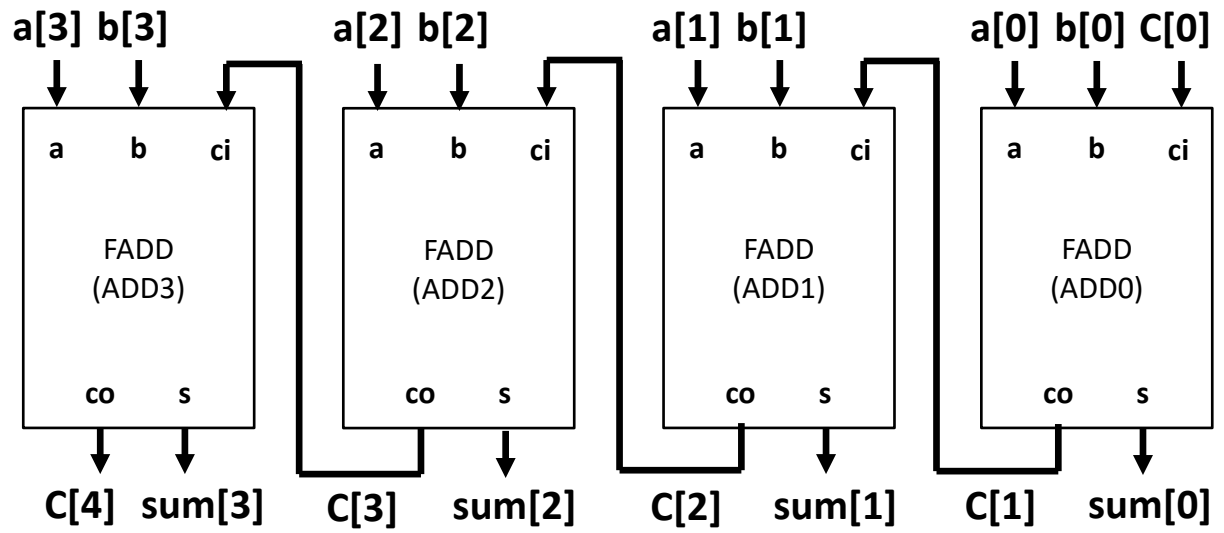 a[3] b[3] a[2] b[2] a[1] b[1] a[0] b[0] C[0]
a b ci a b ci a b ci a b ci
FADD FADD FADD FADD
(ADD3) (ADD2) (ADD1) (ADD0)
co s co s co s co s
C[4] sum[3] C[3] sum[2] C[2] sum[1] C[1] sum[0]